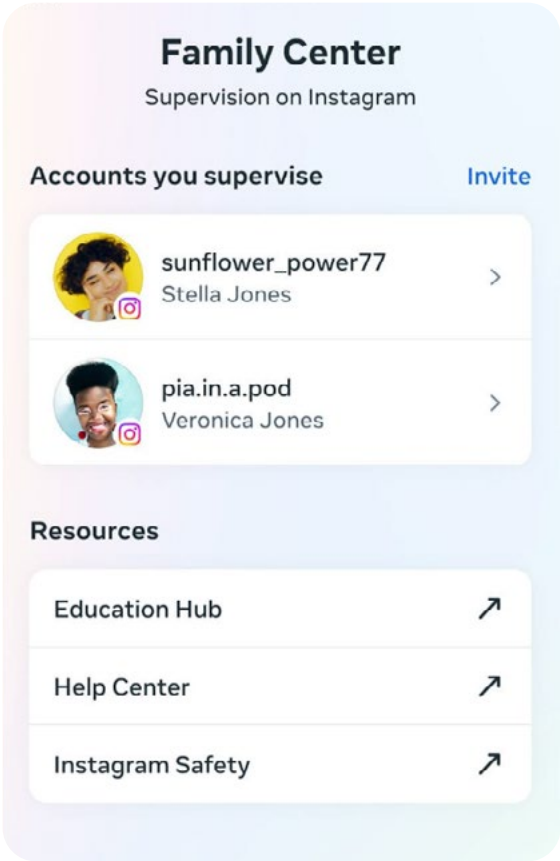 Family Center
Supervision on Instagram
Accounts you supervise
Invite
sunflower_power77
Stella Jones
pia.in.a.pod
Veronica Jones
Resources
Education Hub
Help Center
Instagram Safety